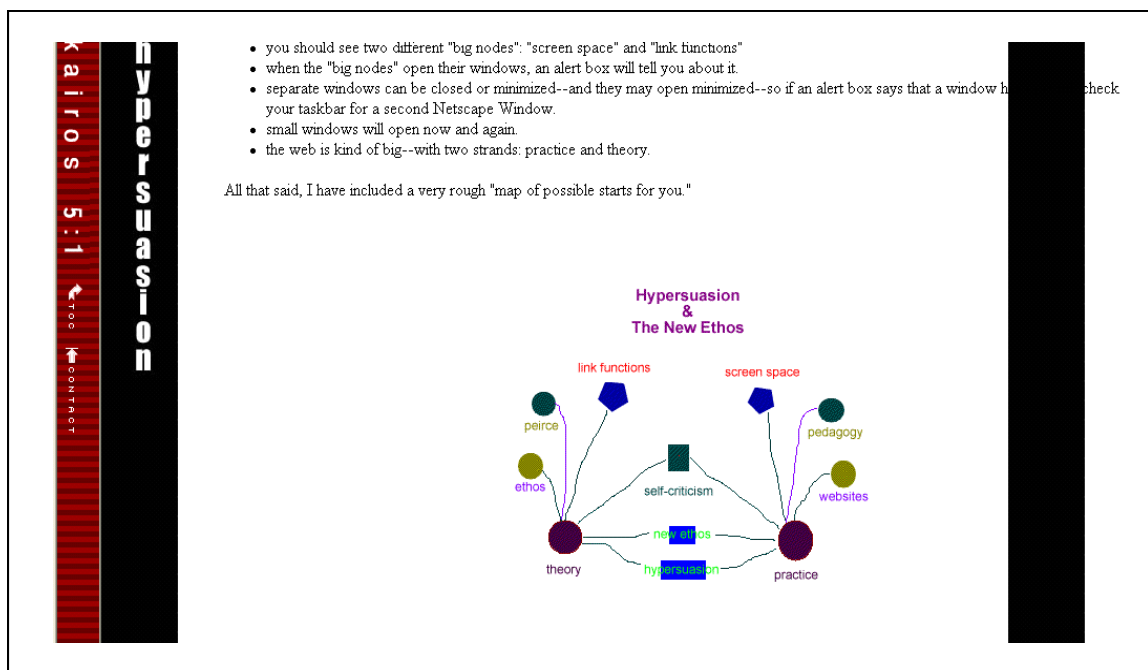 kairos 5:1 TOC CONTACT
hypersuasion
you should see two different "big nodes": "screen space" and "link functions"
when the "big nodes" open their windows, an alert box will tell you about it.
separate windows can be closed or minimized--and they may open minimized--so if an alert box says that a window h check
your taskbar for a second Netscape Window.
small windows will open now and again.
the web is kind of big--with two strands: practice and theory.
All that said, I have included a very rough "map of possible starts for you."
Hypersuasion
&
The New Ethos
link functions
screen space
peirce
pedagogy
ethos
self-criticism
websites
new ethos
theory
hypersuasion
practice